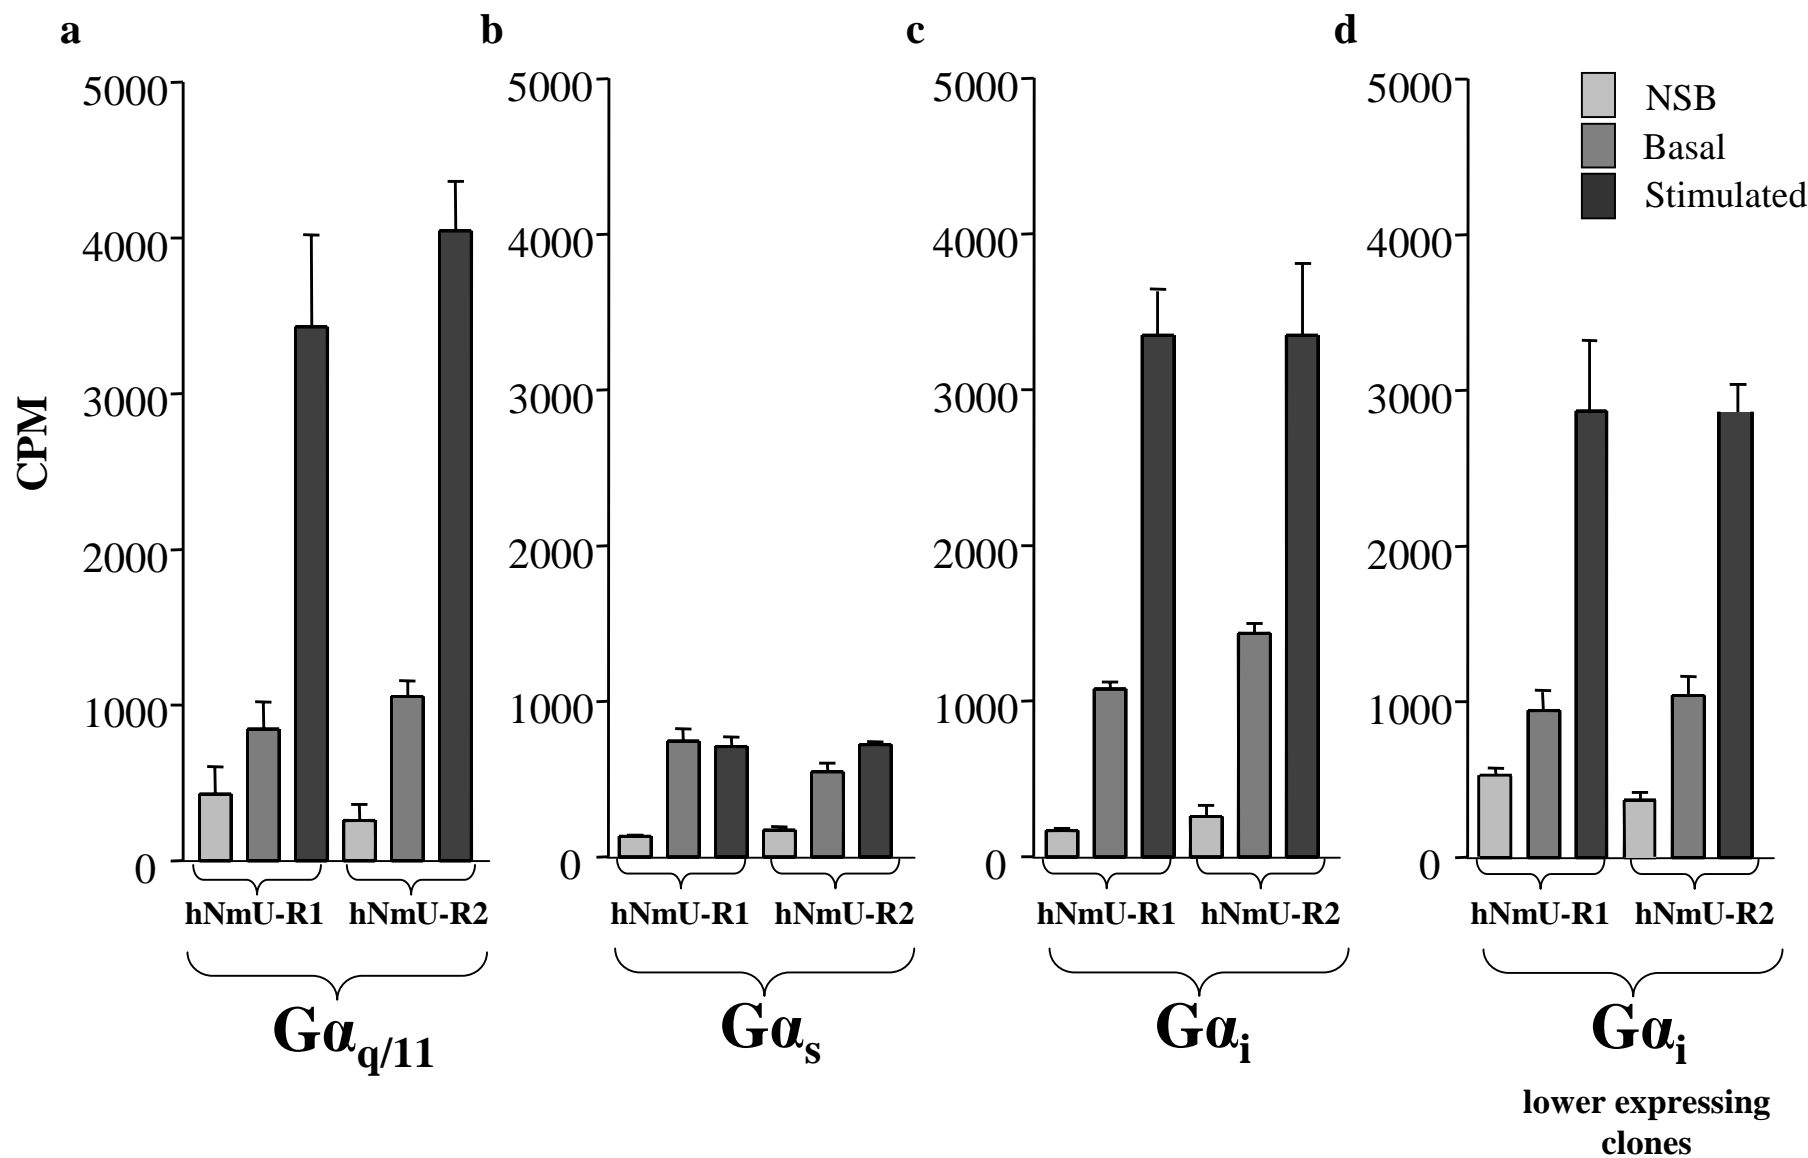 a
b
c
d
CPM
5000
4000
3000
2000
1000
0
hNmU-R1 hNmU-R2
Gαq/11
5000
4000
3000
2000
1000
0
hNmU-R1 hNmU-R2
Gαs
5000
4000
3000
2000
1000
0
hNmU-R1 hNmU-R2
Gαi
5000
4000
3000
2000
1000
0
NSB
Basal
Stimulated
hNmU-R1 hNmU-R2
Gαi
lower expressing
clones